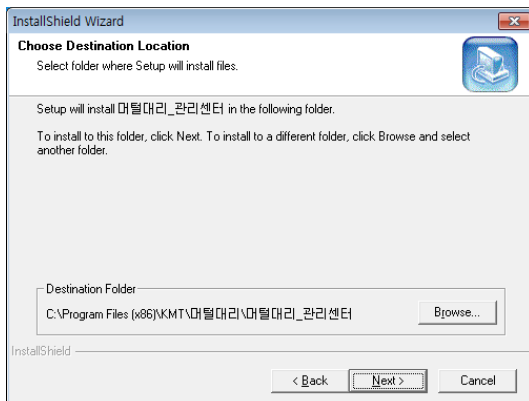 InstallShield Wizard
Choose Destination Location
Select folder where Setup will install files.
Setup will install 머털대리_관리센터 in the following folder.
To install to this folder, click Next. To install to a different folder, click Browse and select
another folder.
Destination Folder
C:\Program Files (x86)\KMT\머털대리\머털대리_관리센터
Browse...
InstallShield
< Back
Next >
Cancel